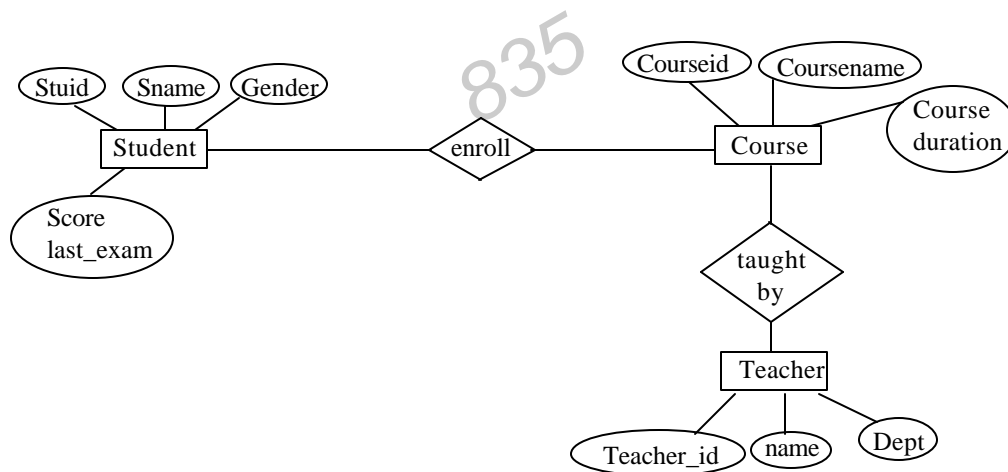 835
Stuid
Sname
Gender
Courseid
Coursename
Course
duration
Student
enroll
Course
Score
last_exam
taught
by
Teacher
Teacher_id
name
Dept